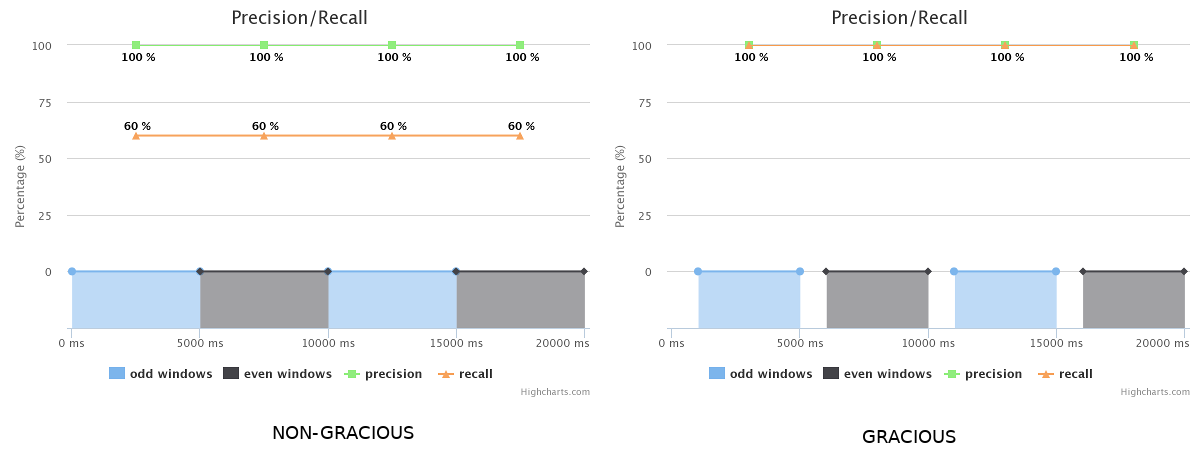 Precision/Recall
100
100 % 100 % 100 % 100 %
75
60 % 60 % 60 % 60 %
50
25
0
Percentage (%)
0 ms 5000 ms 10000 ms 15000 ms 20000 ms
odd windows even windows precision recall
Highcharts.com
NON-GRACIOUS
Precision/Recall
100
100 % 100 % 100 % 100 %
75
50
25
0
Percentage (%)
0 ms 5000 ms 10000 ms 15000 ms 20000 ms
odd windows even windows precision recall
Highcharts.com
GRACIOUS